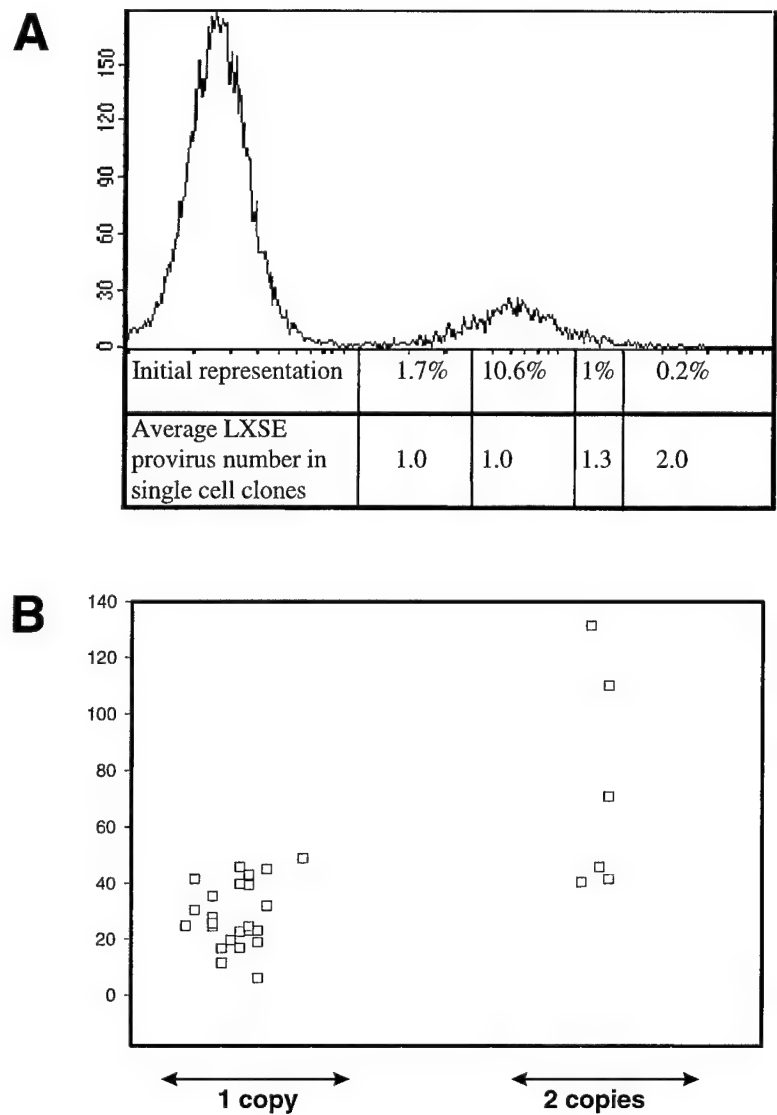 A
150
120
90
60
30
0
Initial representation 1.7% 10.6% 1% 0.2%
Average LXSE
provirus number in 1.0 1.0 1.3 2.0
single cell clones
B
140
120
100
80
60
40
20
0
1 copy 2 copies